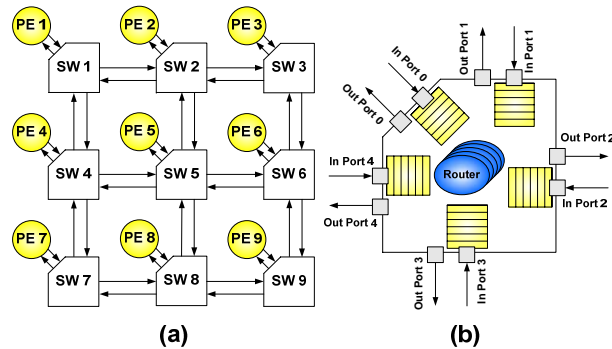 PE 1
PE 2
PE 3
SW 1
SW 2
SW 3
PE 4
PE 5
PE 6
SW 4
SW 5
SW 6
PE 7
PE 8
PE 9
SW 7
SW 8
SW 9
(a)
Out Port 1
In Port 1
In Port 0
Out Port 0
Out Port 2
In Port 4
Router
In Port 2
Out Port 4
Out Port 3
In Port 3
(b)